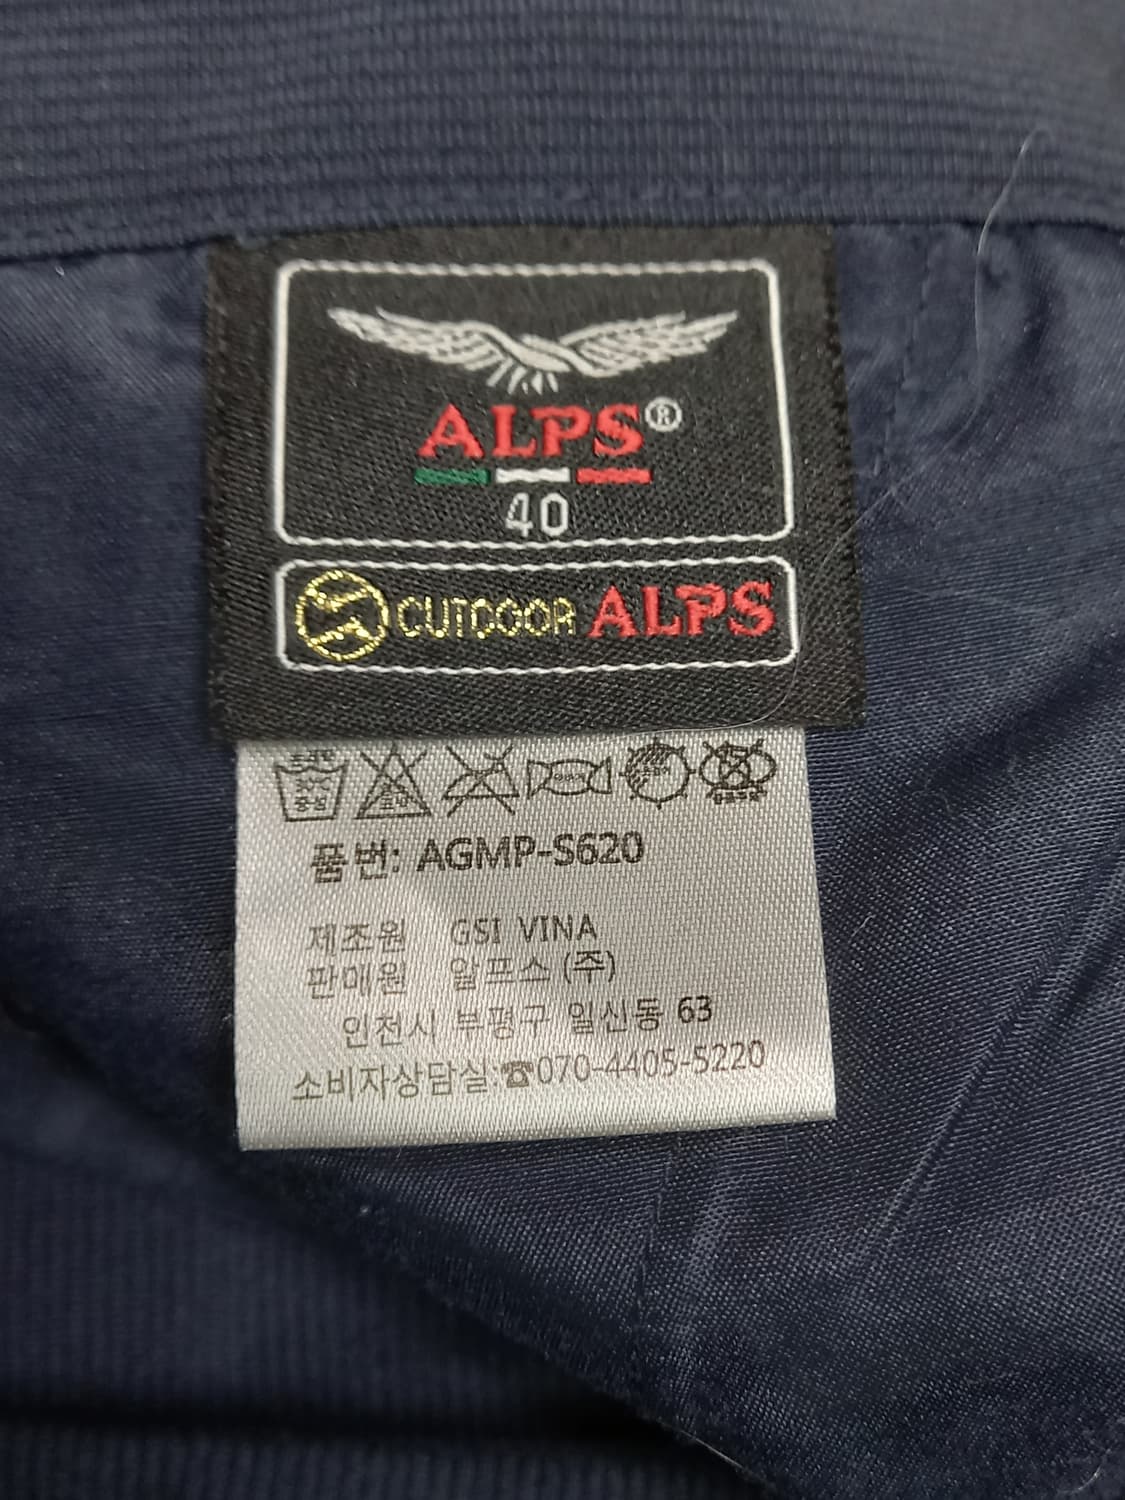 ALPS®
40
OUTDOOR ALPS
품번: AGMP-S620
제조원 GSI VINA
판매원 알프스 (주)
인천시 부평구 일신동 63
소비자상담실:☎070-4405-5220